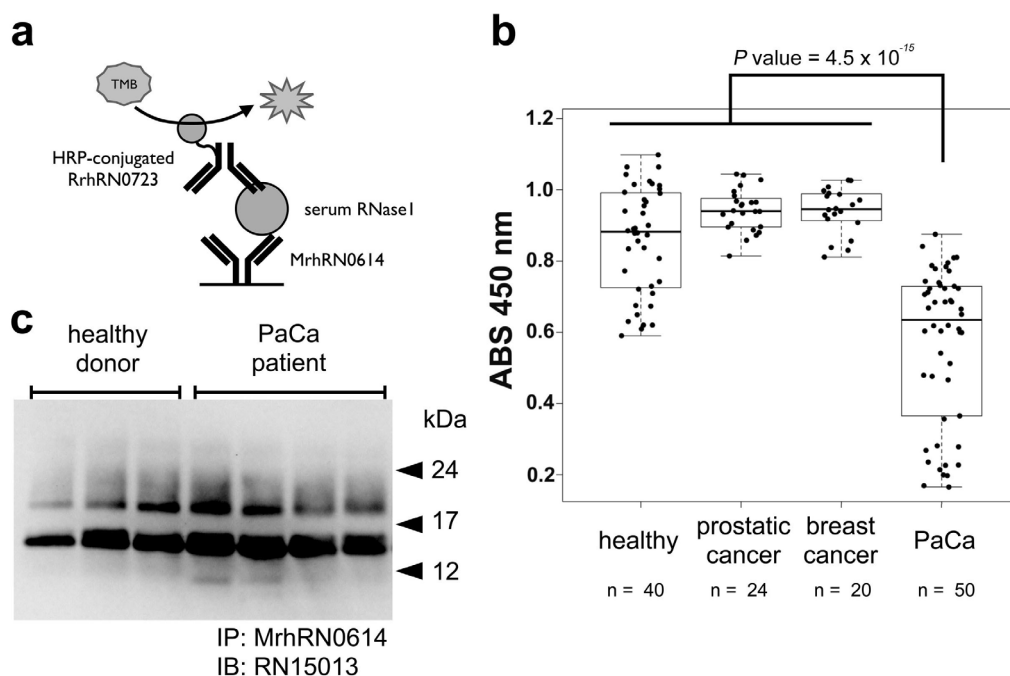 a
TMB
HRP-conjugated
RrhRN0723
serum RNase1
MrhRN0614
b
P value = 4.5 x 10-15
ABS 450 nm
1.2
1.0
0.8
0.6
0.4
0.2
healthy
n = 40
prostatic
cancer
n = 24
breast
cancer
n = 20
PaCa
n = 50
c
healthy
donor
PaCa
patient
kDa
24
17
12
IP: MrhRN0614
IB: RN15013